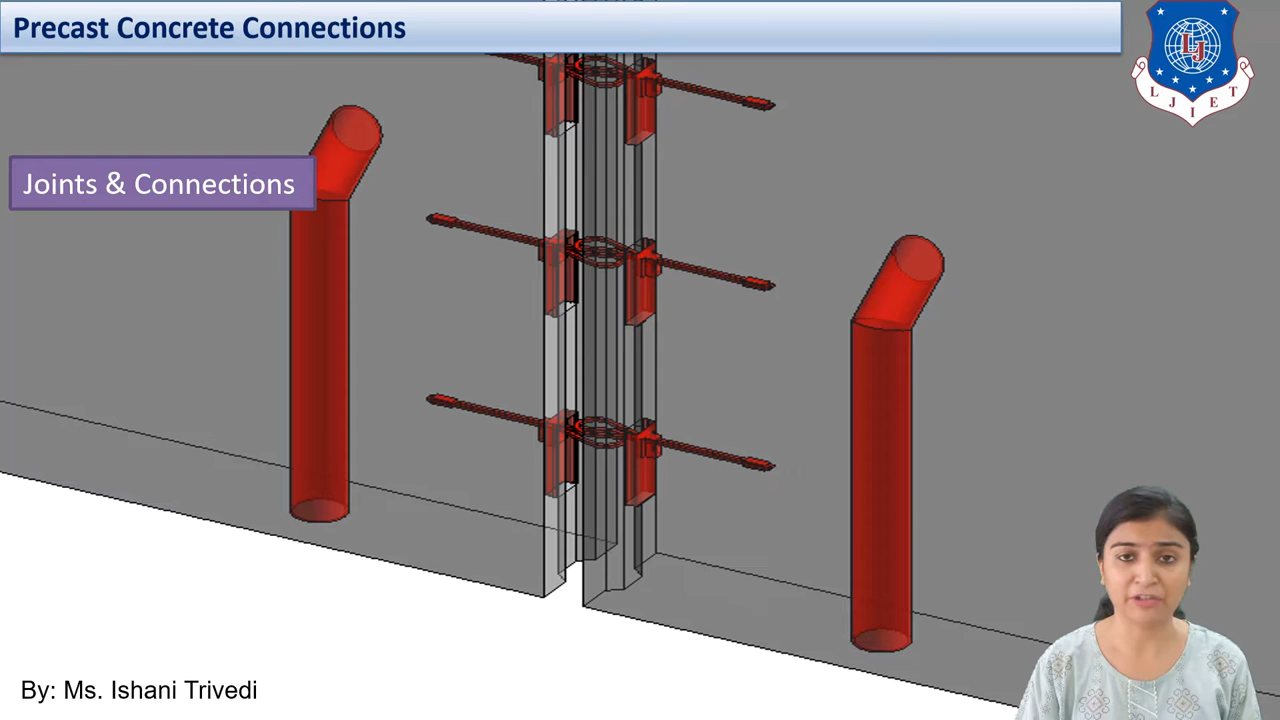 Precast Concrete Connections
LJ
L J I E T
Joints & Connections
By: Ms. Ishani Trivedi